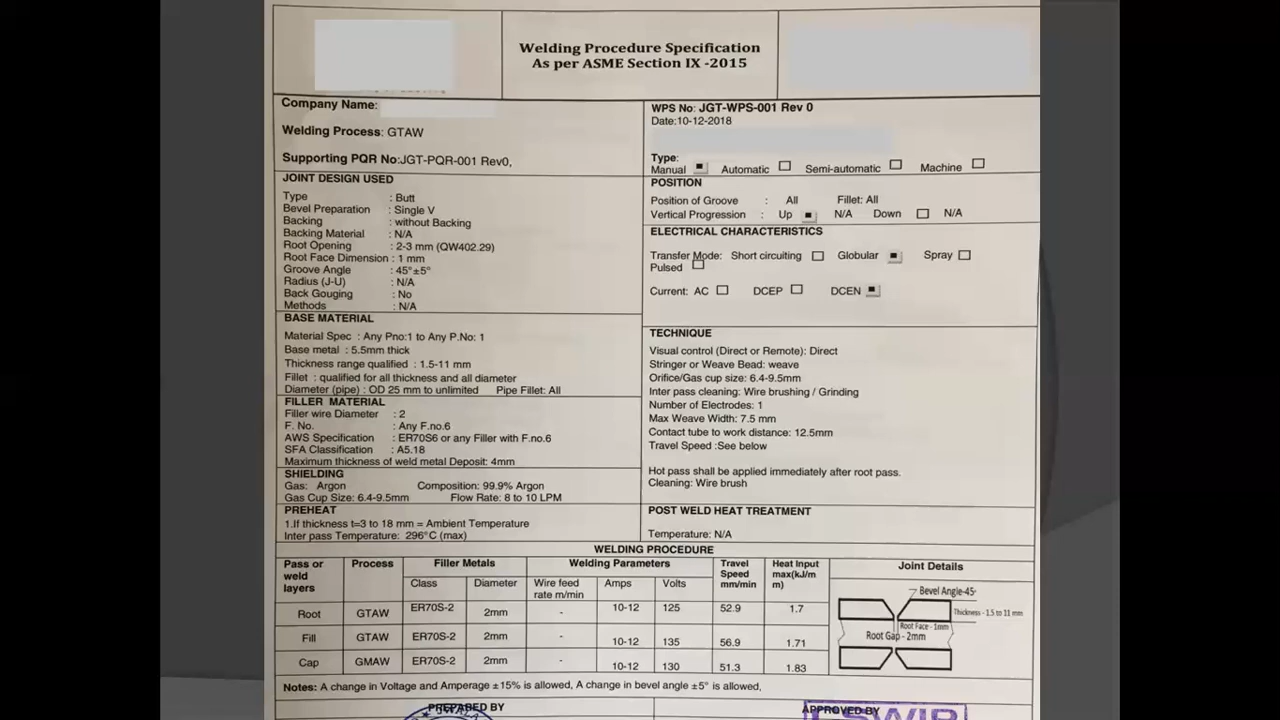 Welding Procedure Specification
As per ASME Section IX -2015
Company Name:
Welding Process: GTAW
Supporting PQR No:JGT-PQR-001 Rev0,
WPS No: JGT-WPS-001 Rev 0
Date:10-12-2018
Type:
Manual Automatic Semi-automatic Machine
JOINT DESIGN USED
Type : Butt
Bevel Preparation : Single V
Backing : without Backing
Backing Material : N/A
Root Opening : 2-3 mm (QW402.29)
Root Face Dimension : 1 mm
Groove Angle : 45°±5°
Radius (J-U) : N/A
Back Gouging : No
Methods : N/A
POSITION
Position of Groove : All Fillet: All
Vertical Progression : Up N/A Down N/A
ELECTRICAL CHARACTERISTICS
Transfer Mode: Short circuiting Globular Spray
Pulsed
Current: AC DCEP DCEN
BASE MATERIAL
Material Spec : Any Pno:1 to Any P.No: 1
Base metal : 5.5mm thick
Thickness range qualified : 1.5-11 mm
Fillet : qualified for all thickness and all diameter
Diameter (pipe) : OD 25 mm to unlimited Pipe Fillet: All
FILLER MATERIAL
Filler wire Diameter : 2
F. No. : Any F.no.6
AWS Specification : ER70S6 or any Filler with F.no.6
SFA Classification : A5.18
Maximum thickness of weld metal Deposit: 4mm
SHIELDING
Gas: Argon Composition: 99.9% Argon
Gas Cup Size: 6.4-9.5mm Flow Rate: 8 to 10 LPM
PREHEAT
1.If thickness t=3 to 18 mm = Ambient Temperature
Inter pass Temperature: 296°C (max)
TECHNIQUE
Visual control (Direct or Remote): Direct
Stringer or Weave Bead: weave
Orifice/Gas cup size: 6.4-9.5mm
Inter pass cleaning: Wire brushing / Grinding
Number of Electrodes: 1
Max Weave Width: 7.5 mm
Contact tube to work distance: 12.5mm
Travel Speed :See below
Hot pass shall be applied immediately after root pass.
Cleaning: Wire brush
POST WELD HEAT TREATMENT
Temperature: N/A
WELDING PROCEDURE
Pass or weld layers Process Filler Metals Welding Parameters Travel Speed mm/min Heat Input max(kJ/mm) Joint Details
Class Diameter Wire feed rate m/min Amps Volts
Root GTAW ER70S-2 2mm - 10-12 125 52.9 1.7
Fill GTAW ER70S-2 2mm - 10-12 135 56.9 1.71
Cap GMAW ER70S-2 2mm - 10-12 130 51.3 1.83
Bevel Angle-45
Thickness - 1.5 to 11 mm
Root Face - 1mm
Root Gap - 2mm
Notes: A change in Voltage and Amperage ±15% is allowed, A change in bevel angle ±5° is allowed,
PREPARED BY APPROVED BY
CSWIP